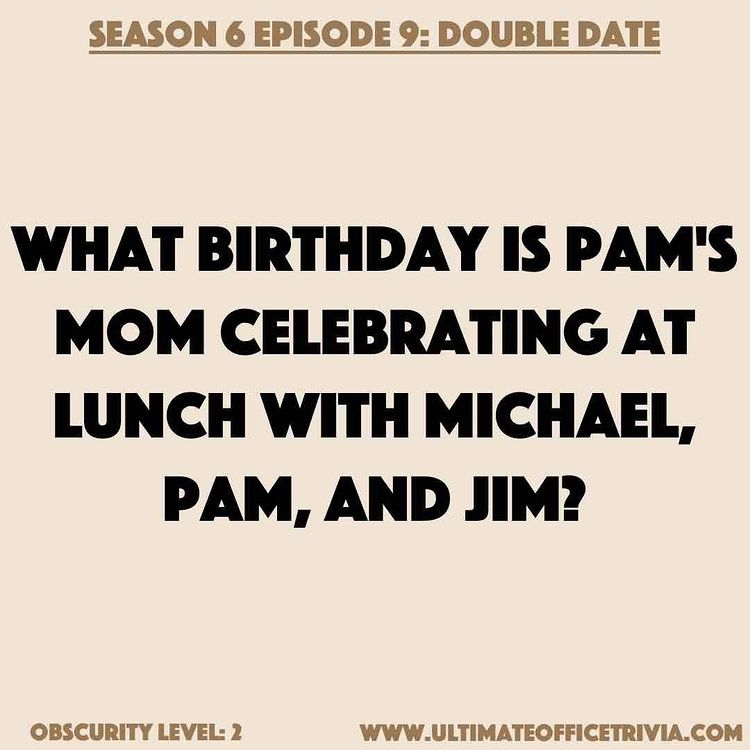 SEASON 6 EPISODE 9: DOUBLE DATE
WHAT BIRTHDAY IS PAM'S
MOM CELEBRATING AT
LUNCH WITH MICHAEL,
PAM, AND JIM?
OBSCURITY LEVEL: 2
WWW.ULTIMATEOFFICETRIVIA.COM